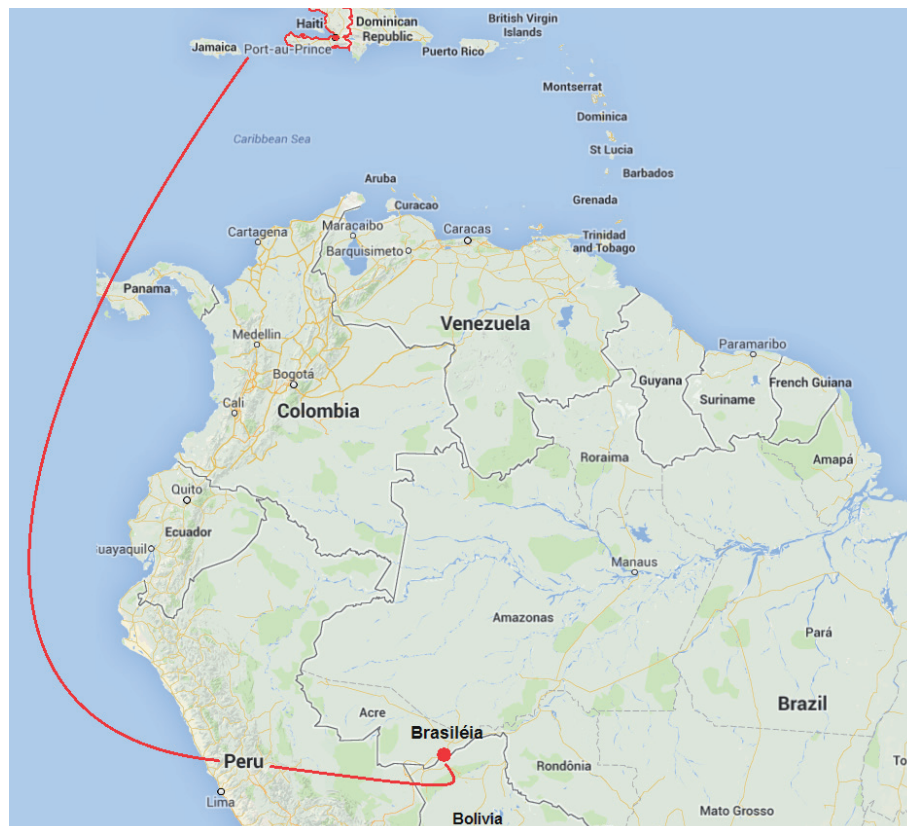 Haiti
Dominican
Republic
British Virgin
Islands
Jamaica
Port-au-Prince
Puerto Rico
Montserrat
Dominica
Caribbean Sea
St Lucia
Barbados
Aruba
Curacao
Grenada
Cartagena
Maracaibo
Caracas
Barquisimeto
Trinidad
and Tobago
Panama
Medellin
Venezuela
Paramaribo
Bogotá
Guyana
French Guiana
Suriname
Cali
Colombia
Roraima
Amapá
Quito
Ecuador
uayaquil
Manaus
Amazonas
Pará
Acre
Brasiléia
Brazil
Peru
Rondônia
To
Lima
Bolivia
Mato Grosso